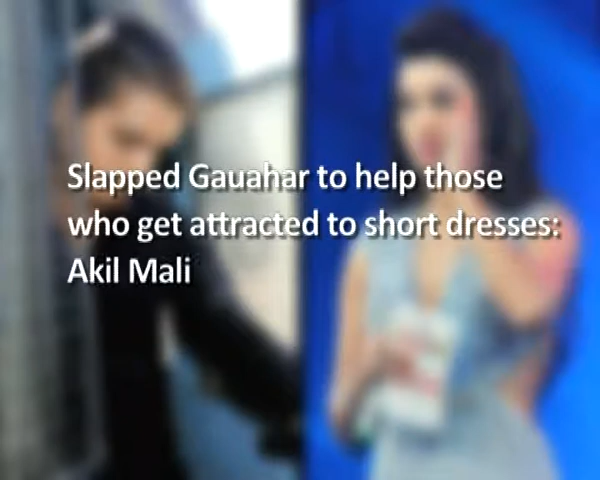 Slapped Gauahar to help those
who get attracted to short dresses:
Akil Mali